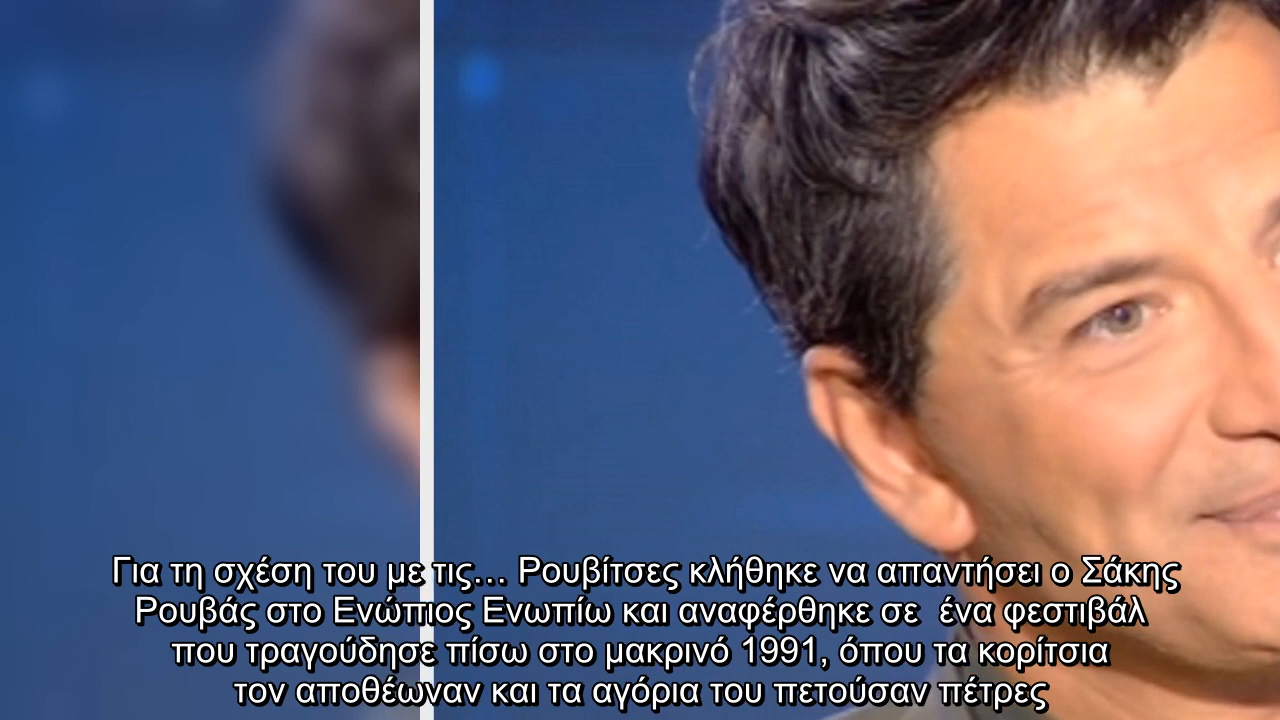 Για τη σχέση του με τις… Ρουβίτσες κλήθηκε να απαντήσει ο Σάκης
Ρουβάς στο Ενώπιος Ενωπίω και αναφέρθηκε σε  ένα φεστιβάλ
που τραγούδησε πίσω στο μακρινό 1991, όπου τα κορίτσια
τον αποθέωναν και τα αγόρια του πετούσαν πέτρες